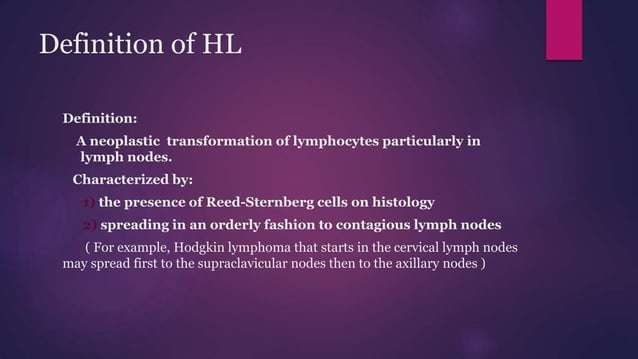 Definition of HL
Definition:
A neoplastic transformation of lymphocytes particularly in
lymph nodes.
Characterized by:
1) the presence of Reed-Sternberg cells on histology
2) spreading in an orderly fashion to contagious lymph nodes
( For example, Hodgkin lymphoma that starts in the cervical lymph nodes
may spread first to the supraclavicular nodes then to the axillary nodes )